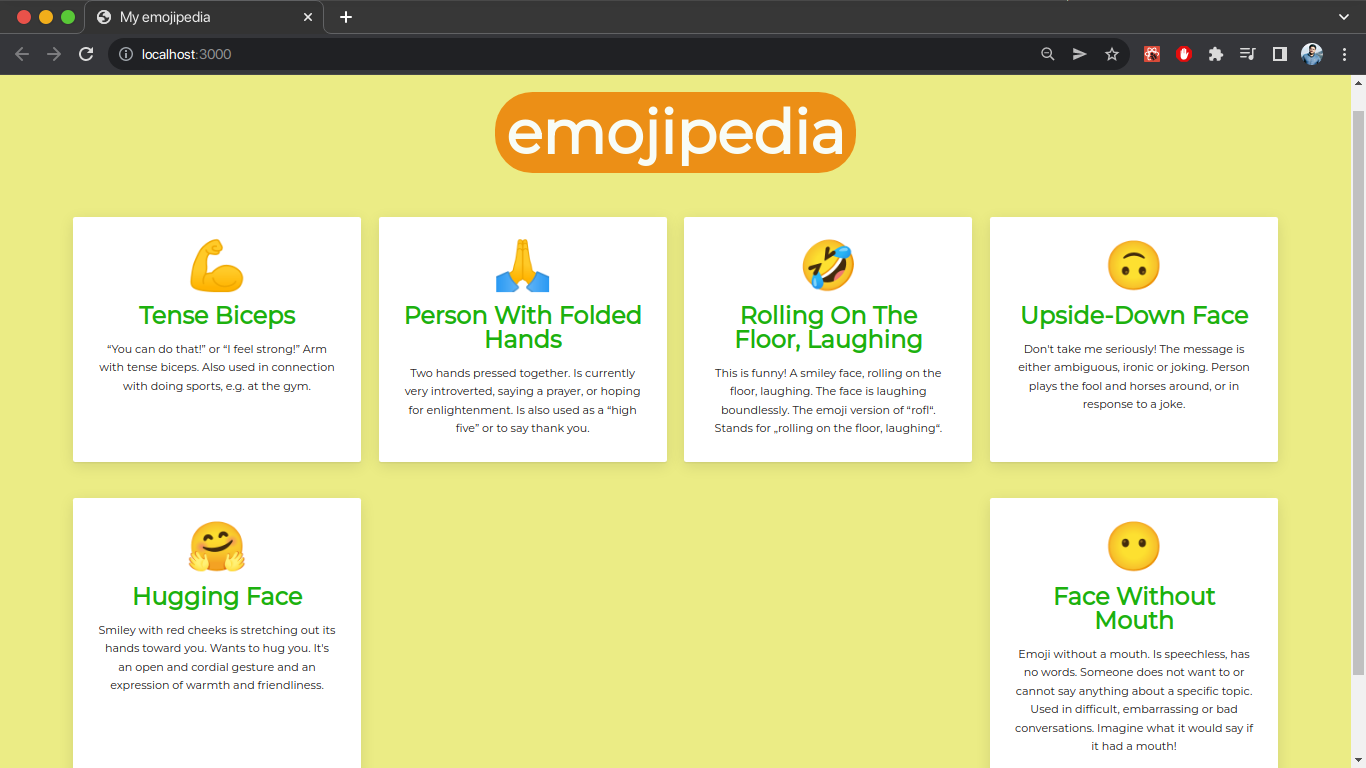 My emojipedia
localhost:3000
emojipedia
Tense Biceps
“You can do that!” or “I feel strong!” Arm
with tense biceps. Also used in connection
with doing sports, e.g. at the gym.
Person With Folded
Hands
Two hands pressed together. Is currently
very introverted, saying a prayer, or hoping
for enlightenment. Is also used as a “high
five” or to say thank you.
Rolling On The
Floor, Laughing
This is funny! A smiley face, rolling on the
floor, laughing. The face is laughing
boundlessly. The emoji version of “rofl“.
Stands for „rolling on the floor, laughing“.
Upside-Down Face
Don't take me seriously! The message is
either ambiguous, ironic or joking. Person
plays the fool and horses around, or in
response to a joke.
Hugging Face
Smiley with red cheeks is stretching out its
hands toward you. Wants to hug you. It's
an open and cordial gesture and an
expression of warmth and friendliness.
Face Without
Mouth
Emoji without a mouth. Is speechless, has
no words. Someone does not want to or
cannot say anything about a specific topic.
Used in difficult, embarrassing or bad
conversations. Imagine what it would say if
it had a mouth!